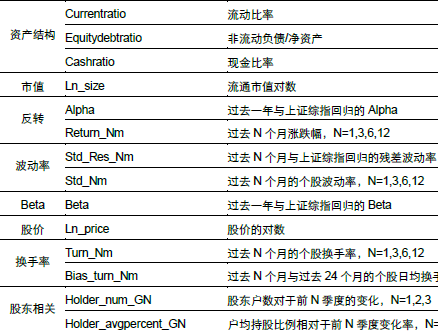 Currentratio 流动比率
资产结构 Equitydebtratio 非流动负债/净资产
Cashratio 现金比率
市值 Ln_size 流通市值对数
反转 Alpha 过去一年与上证综指回归的 Alpha
Return_Nm 过去 N 个月涨跌幅，N=1,3,6,12
波动率 Std_Res_Nm 过去 N 个月与上证综指回归的残差波动率
Std_Nm 过去 N 个月的个股波动率，N=1,3,6,12
Beta Beta 过去一年与上证综指回归的 Beta
股价 Ln_price 股价的对数
换手率 Turn_Nm 过去 N 个月的个股换手率，N=1,3,6,12
Bias_turn_Nm 过去 N 个月与过去 24 个月的个股日均换手
股东相关 Holder_num_GN 股东户数对于前 N 季度的变化，N=1,2,3
Holder_avgpercent_GN 户均持股比例相对于前 N 季度变化率，N=